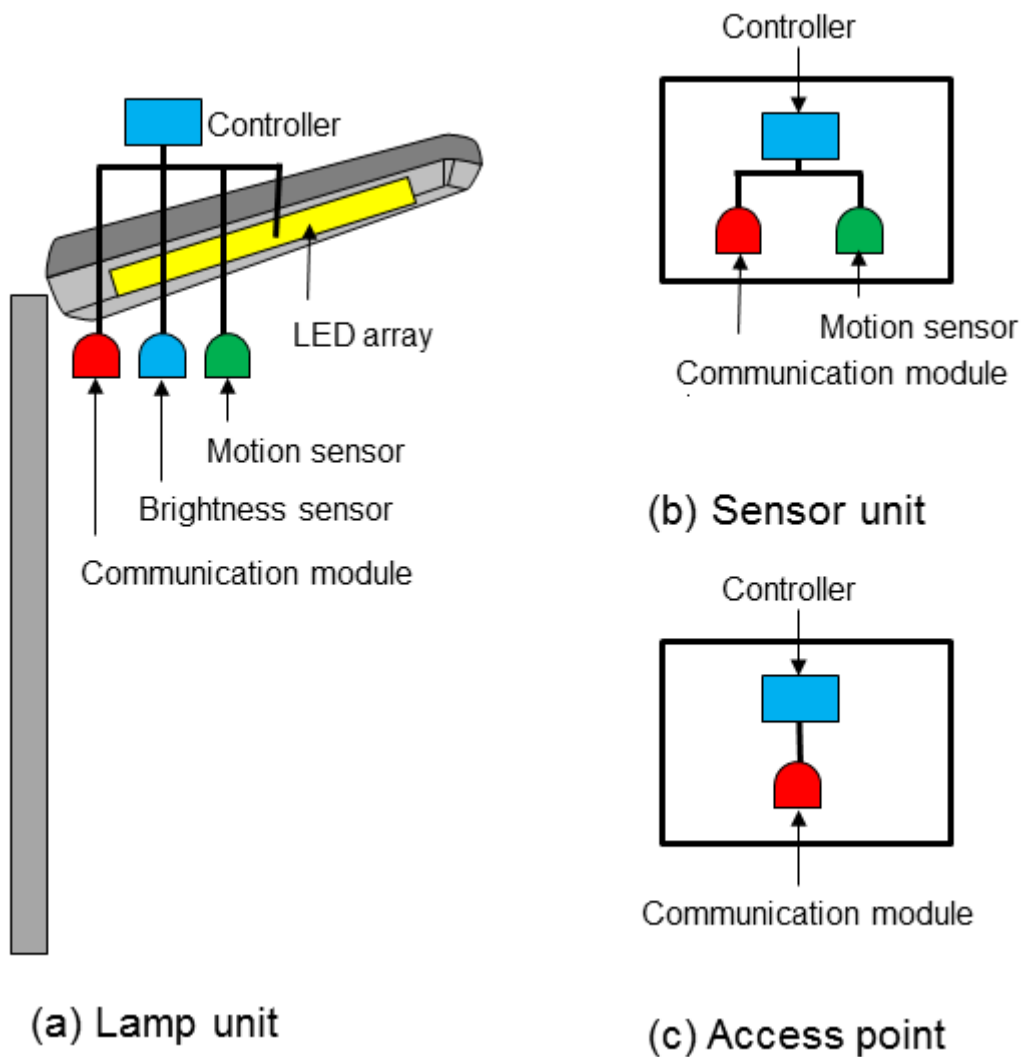 Controller
LED array
Motion sensor
Brightness sensor
Communication module
(a) Lamp unit
Controller
Motion sensor
Communication module
(b) Sensor unit
Controller
Communication module
(c) Access point